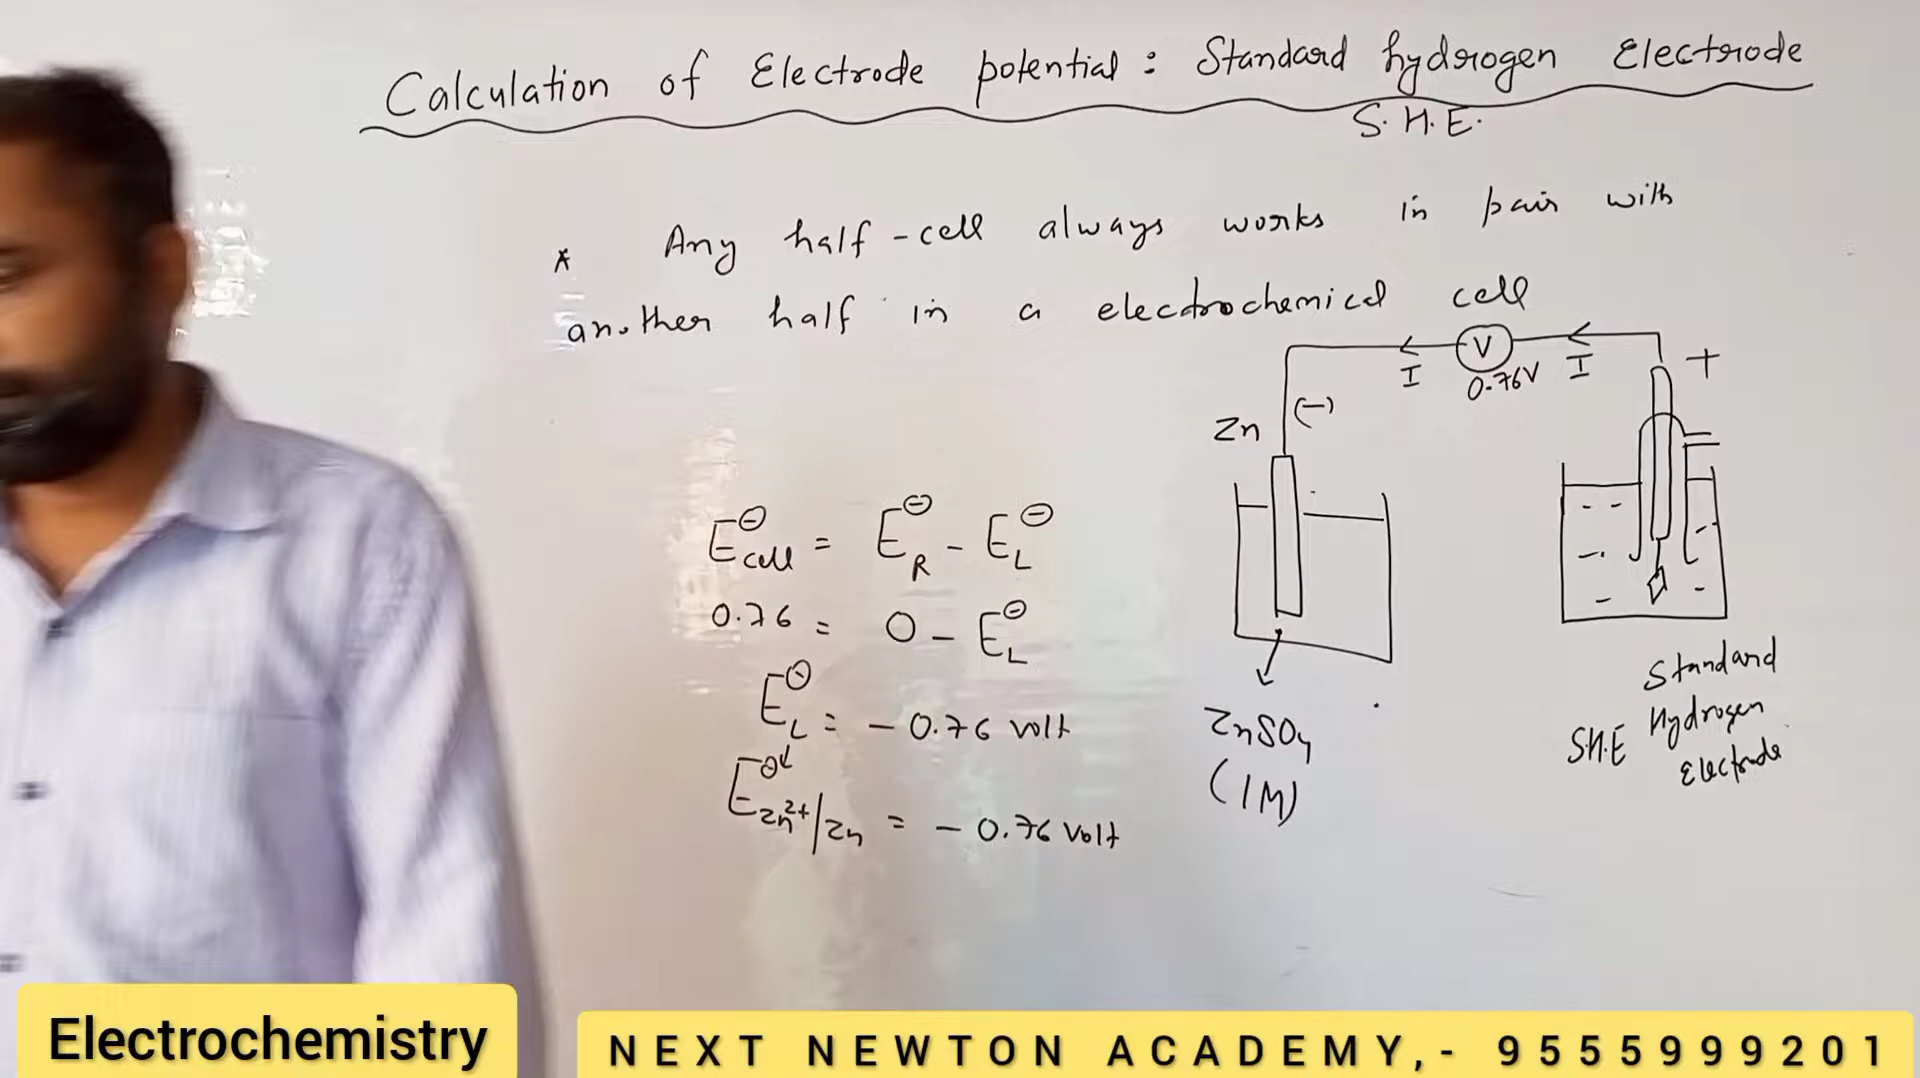 Calculation of Electrode potential: Standard hydrogen Electrode
S.H.E.
* Any half-cell always works in pair with
another half in a electrochemical cell
I V I +
0.76V
Zn (-)
E⊖cell = E⊖R - E⊖L
0.76 = 0 - E⊖L
E⊖L = - 0.76 volt
E⊖Zn2+/Zn = - 0.76 Volt
ZnSO4
(1M)
S.H.E Standard
Hydrogen
Electrode
Electrochemistry
NEXT NEWTON ACADEMY,- 9555999201